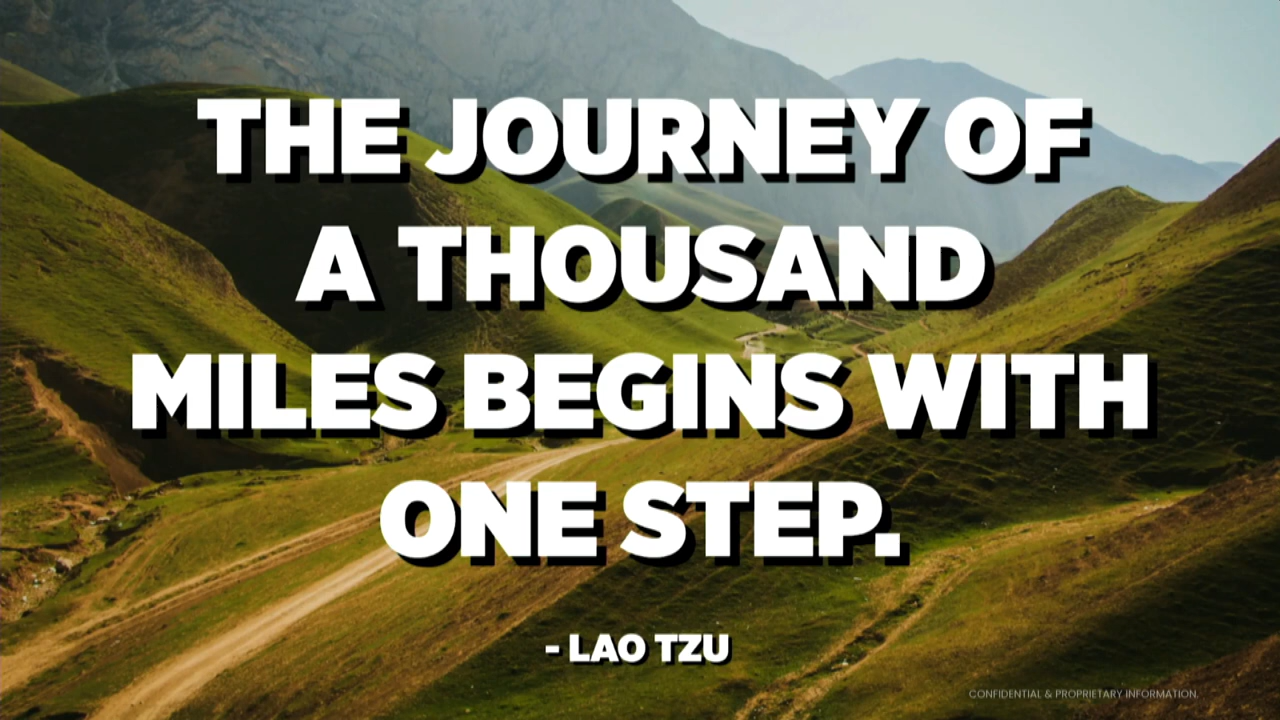 THE JOURNEY OF
A THOUSAND
MILES BEGINS WITH
ONE STEP.
- LAO TZU
CONFIDENTIAL & PROPRIETARY INFORMATION.